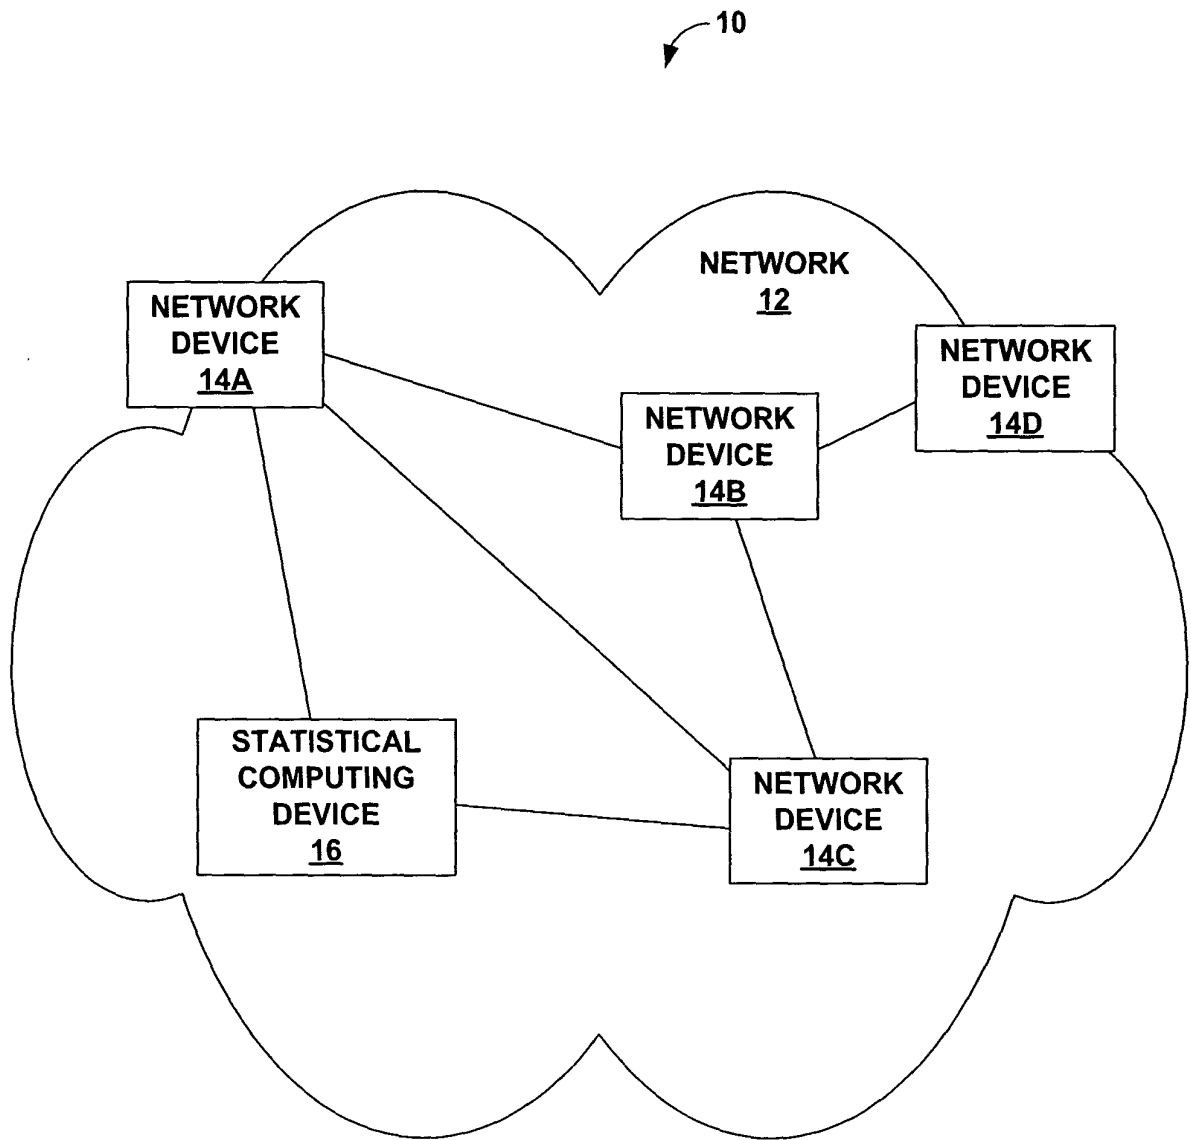 10
NETWORK
12
NETWORK
DEVICE
14A
NETWORK
DEVICE
14D
NETWORK
DEVICE
14B
STATISTICAL
COMPUTING
DEVICE
16
NETWORK
DEVICE
14C